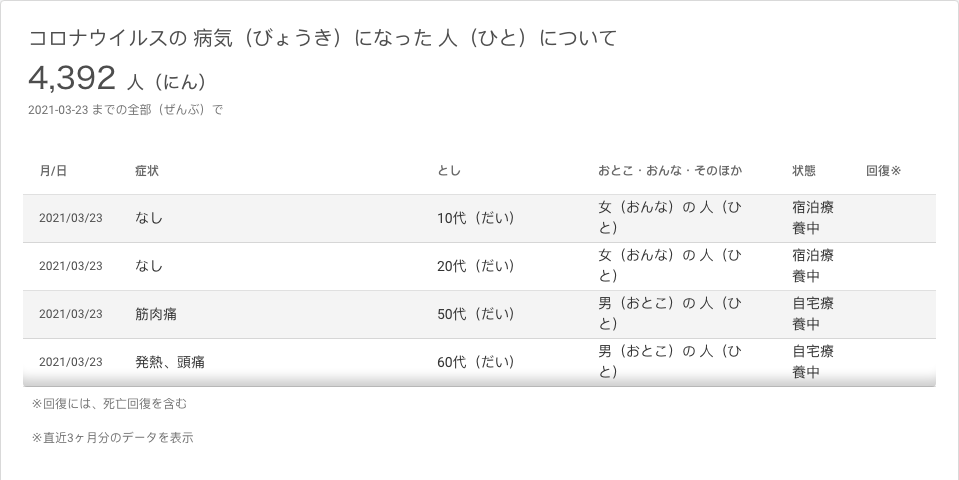 コロナウイルスの 病気（びょうき）になった 人（ひと）について
4,392 人（にん）
2021-03-23 までの全部（ぜんぶ）で
月/日 症状 とし おとこ・おんな・そのほか 状態 回復※
2021/03/23 なし 10代（だい） 女（おんな）の 人（ひ 宿泊療
と） 養中
2021/03/23 なし 20代（だい） 女（おんな）の 人（ひ 宿泊療
と） 養中
2021/03/23 筋肉痛 50代（だい） 男（おとこ）の 人（ひ 自宅療
と） 養中
2021/03/23 発熱、頭痛 60代（だい） 男（おとこ）の 人（ひ 自宅療
と） 養中
※回復には、死亡回復を含む
※直近3ヶ月分のデータを表示